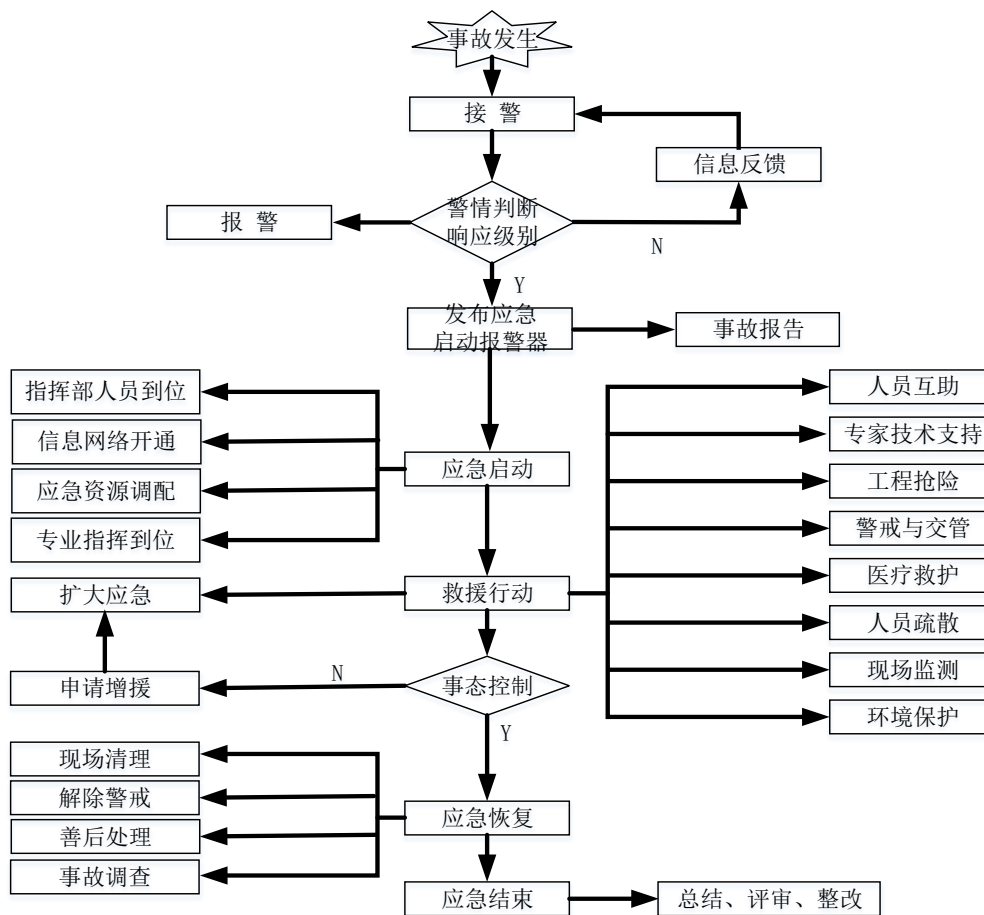 事故发生
接 警
信息反馈
警情判断
响应级别
报 警
N
Y
发布应急
启动报警器
事故报告
指挥部人员到位
信息网络开通
应急资源调配
专业指挥到位
应急启动
人员互助
专家技术支持
工程抢险
警戒与交管
医疗救护
人员疏散
现场监测
环境保护
扩大应急
救援行动
申请增援
N
事态控制
Y
现场清理
解除警戒
善后处理
事故调查
应急恢复
应急结束
总结、评审、整改